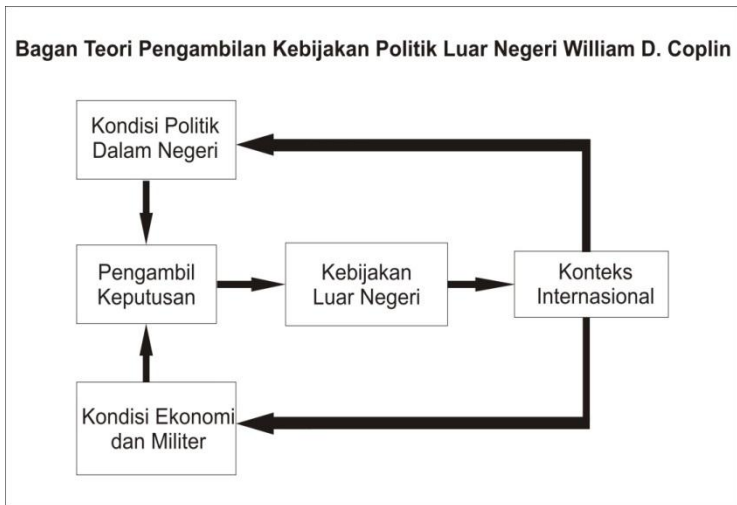 Bagan Teori Pengambilan Kebijakan Politik Luar Negeri William D. Coplin
Kondisi Politik
Dalam Negeri
Pengambil
Keputusan
Kebijakan
Luar Negeri
Konteks
Internasional
Kondisi Ekonomi
dan Militer